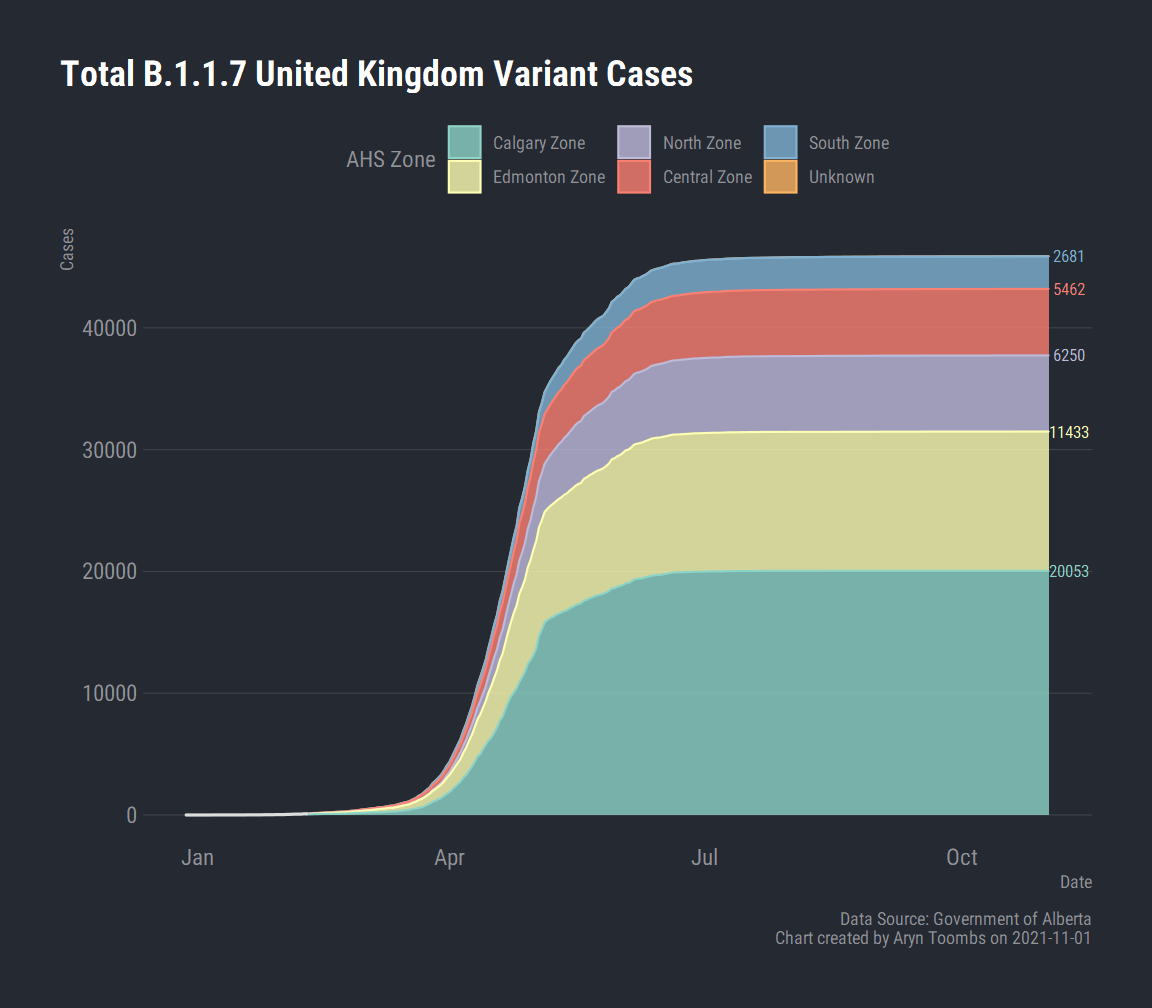 Total B.1.1.7 United Kingdom Variant Cases
AHS Zone
Calgary Zone
North Zone
South Zone
Edmonton Zone
Central Zone
Unknown
Cases
2681
5462
40000
6250
11433
30000
20000
20053
10000
0
Jan
Apr
Jul
Oct
Date
Data Source: Government of Alberta
Chart created by Aryn Toombs on 2021-11-01